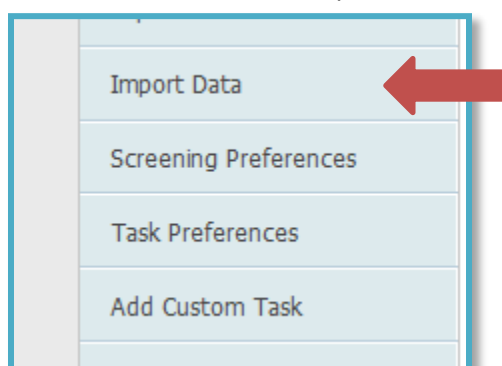 Import Data
Screening Preferences
Task Preferences
Add Custom Task